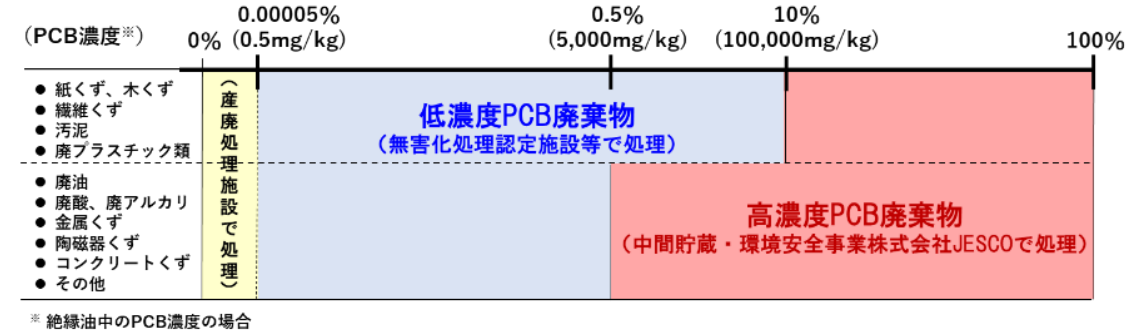 (PCB濃度※)
0%
0.00005%
(0.5mg/kg)
0.5%
(5,000mg/kg)
10%
(100,000mg/kg)
100%
● 紙くず、木くず
● 繊維くず
● 汚泥
● 廃プラスチック類
● 廃油
● 廃酸、廃アルカリ
● 金属くず
● 陶磁器くず
● コンクリートくず
● その他
(産廃処理施設で処理)
低濃度PCB廃棄物
(無害化処理認定施設等で処理)
高濃度PCB廃棄物
(中間貯蔵・環境安全事業株式会社JESCOで処理)
※ 絶縁油中のPCB濃度の場合